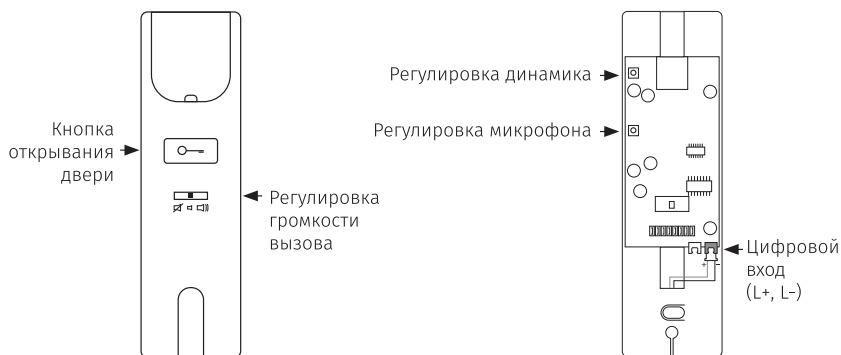 Кнопка
открывания
двери
Регулировка
громкости
вызова
Регулировка динамика
Регулировка микрофона
+ -
Цифровой
вход
(L+, L-)